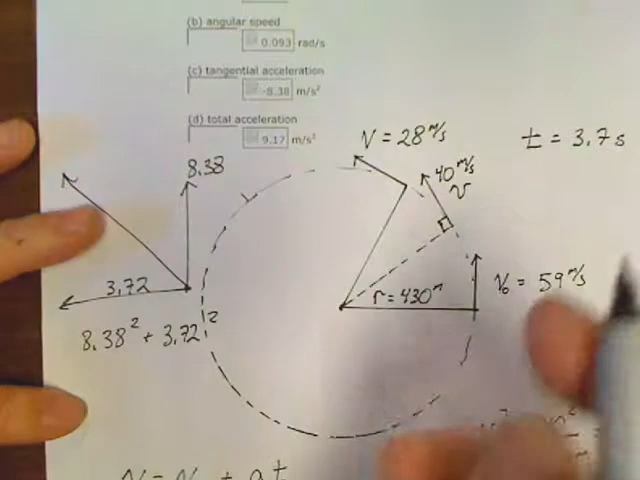 (b) angular speed
0.093 rad/s
(c) tangential acceleration
-8.38 m/s²
(d) total acceleration
9.17 m/s²
V = 28 m/s
t = 3.7 s
8.38
40 m/s
v
3.72
r = 430 m
V₀ = 59 m/s
8.38² + 3.72²